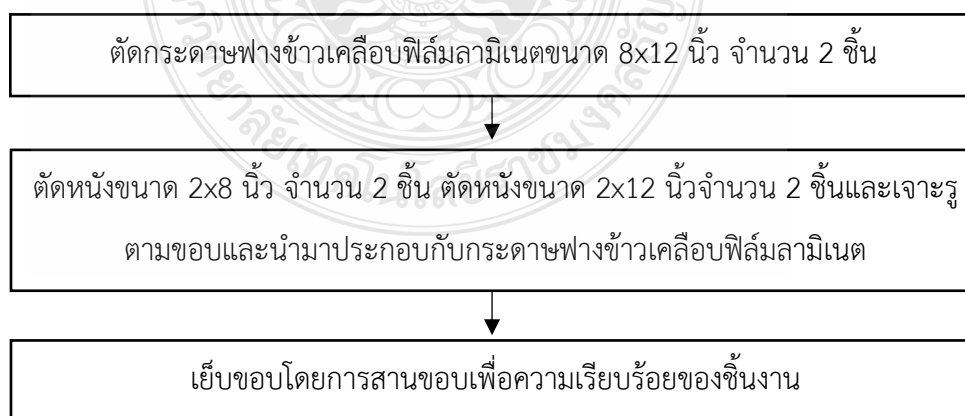 ตัดกระดาษฟางข้าวเคลือบฟิล์มลามิเนตขนาด 8x12 นิ้ว จำนวน 2 ชิ้น
ตัดหนังขนาด 2x8 นิ้ว จำนวน 2 ชิ้น ตัดหนังขนาด 2x12 นิ้วจำนวน 2 ชิ้นและเจาะรู
ตามขอบและนำมาประกอบกับกระดาษฟางข้าวเคลือบฟิล์มลามิเนต
เย็บขอบโดยการสานขอบเพื่อความเรียบร้อยของชิ้นงาน